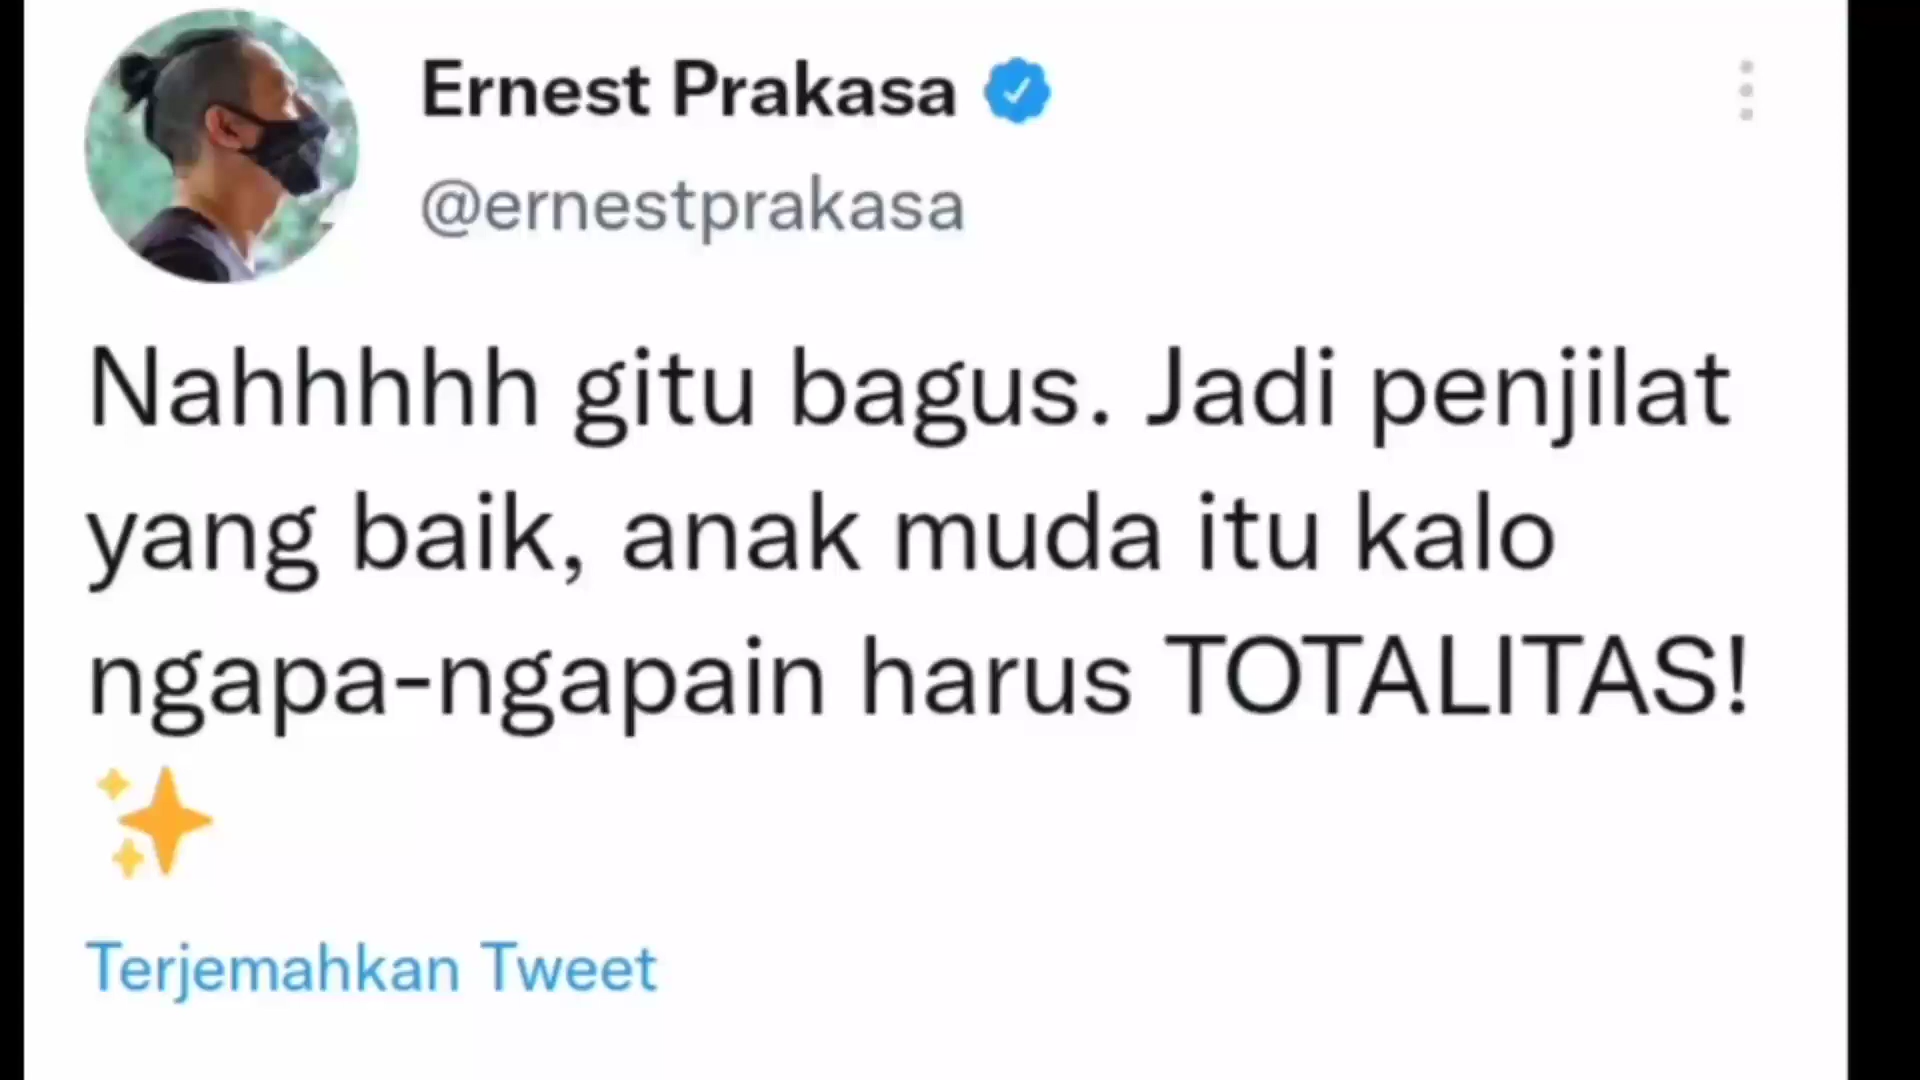 Ernest Prakasa
@ernestprakasa
Nahhhhh gitu bagus. Jadi penjilat
yang baik, anak muda itu kalo
ngapa-ngapain harus TOTALITAS!
✨
Terjemahkan Tweet